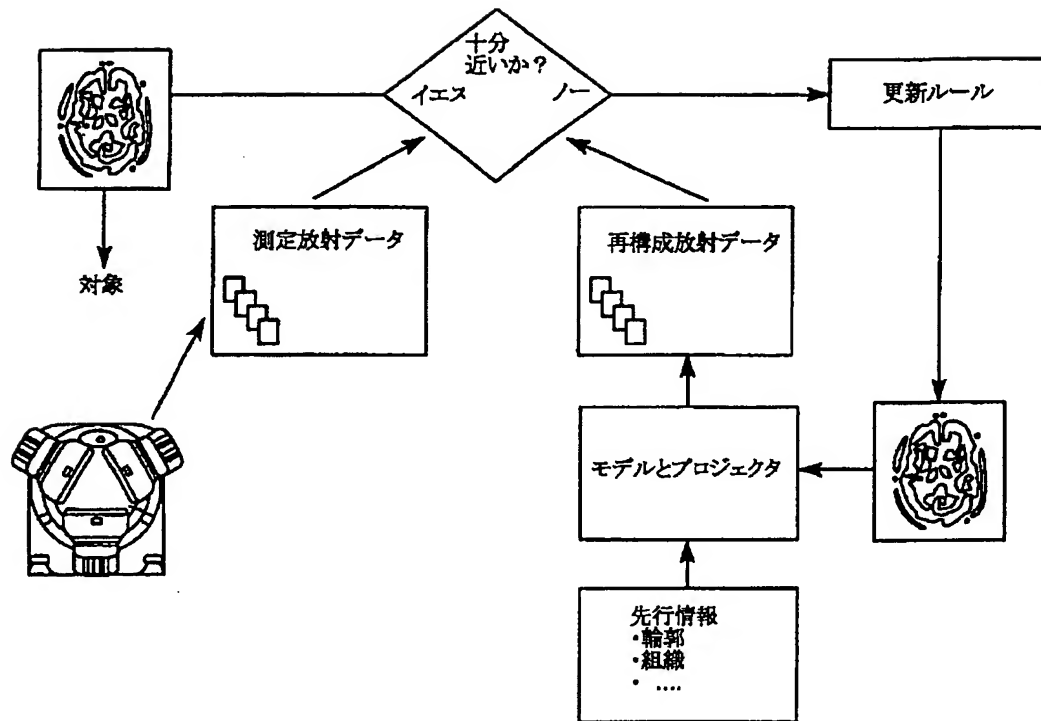 十分
近いか?
イエス
ノー
更新ルール
測定放射データ
再構成放射データ
対象
モデルとプロジェクタ
先行情報
・輪郭
・組織
・ ....